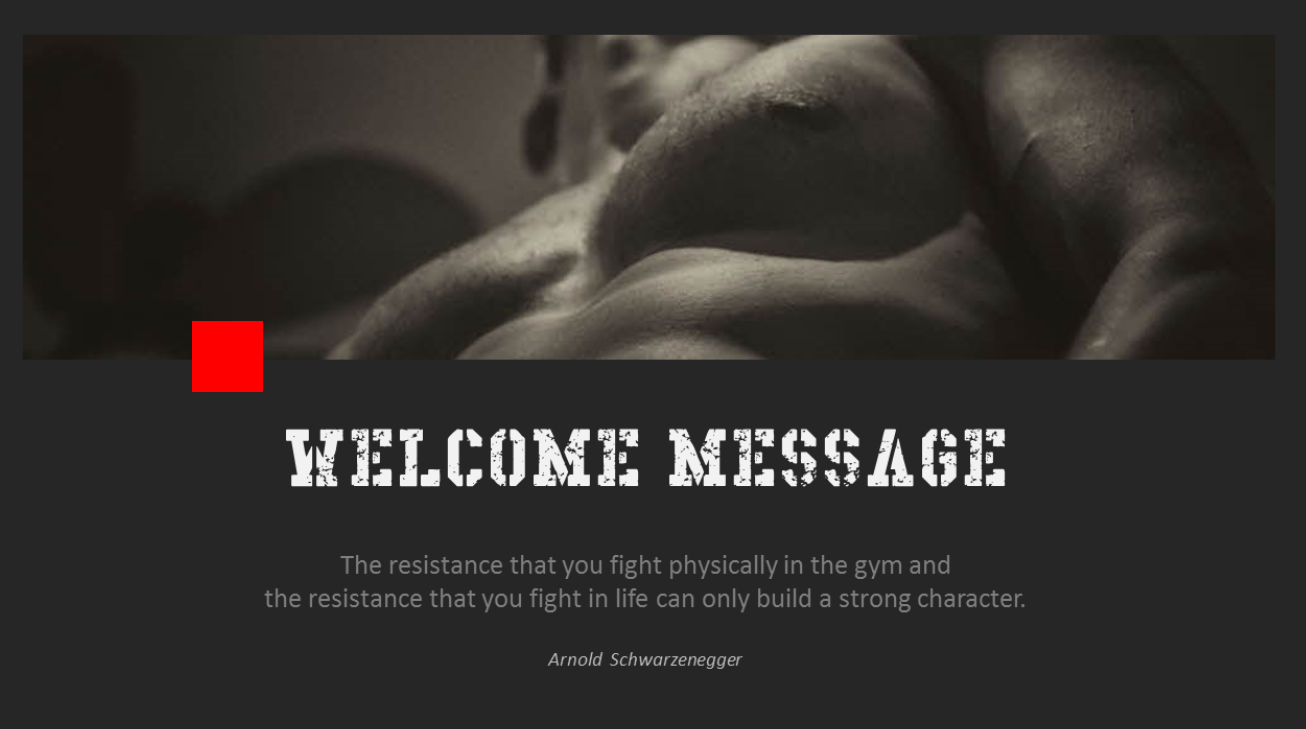 WELCOME MESSAGE
The resistance that you fight physically in the gym and
the resistance that you fight in life can only build a strong character.
Arnold Schwarzenegger